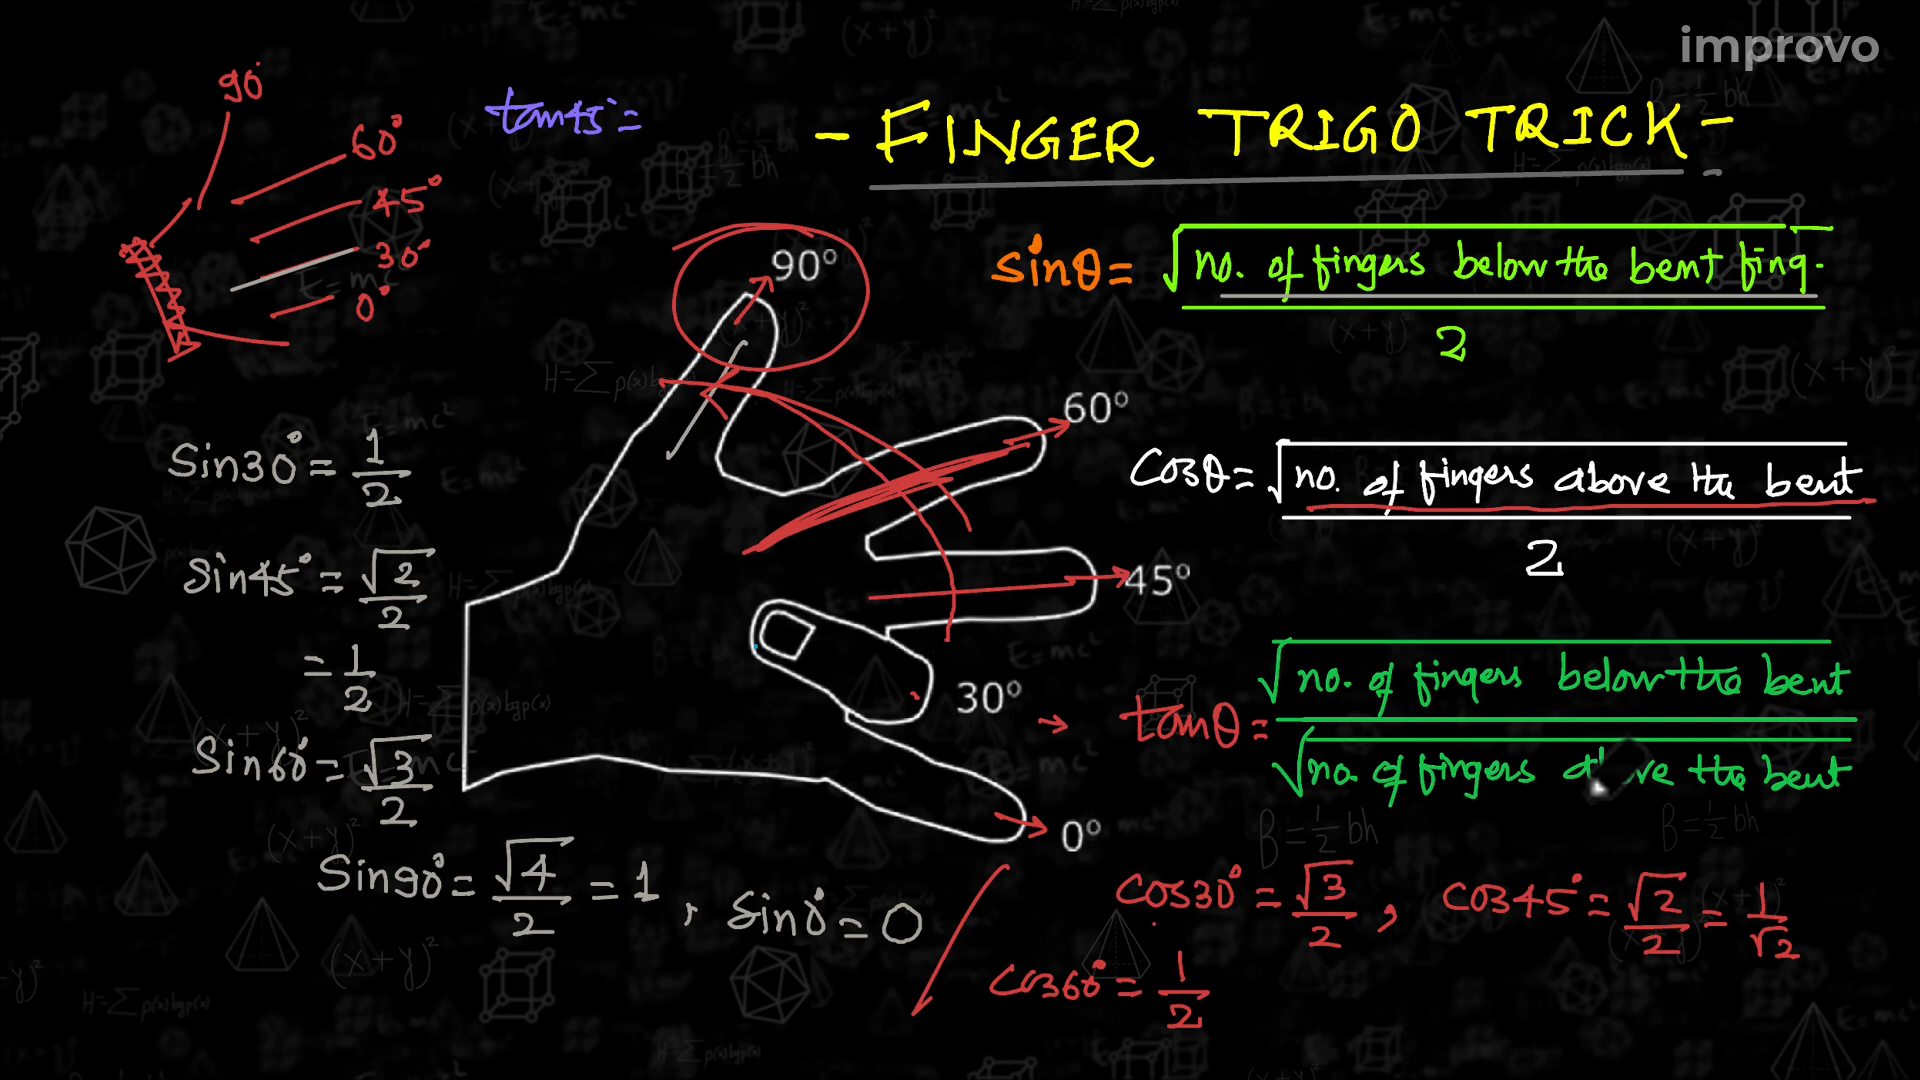 improvo
- FINGER TRIGO TRICK -
90°
60°
45°
30°
0°
tan45°=
sinθ= √no. of fingers below the bent fing.
2
90°
60°
45°
30°
0°
Cosθ= √no. of fingers above the bent
2
→ tanθ= √no. of fingers below the bent
√no. of fingers above the bent
Sin30°= 1/2
Sin45°= √2/2
= 1/2
Sin60°= √3/2
Sin90°= √4/2 = 1 , Sin0°= 0
Cos30°= √3/2 , Cos45°= √2/2 = 1/√2
Cos60°= 1/2